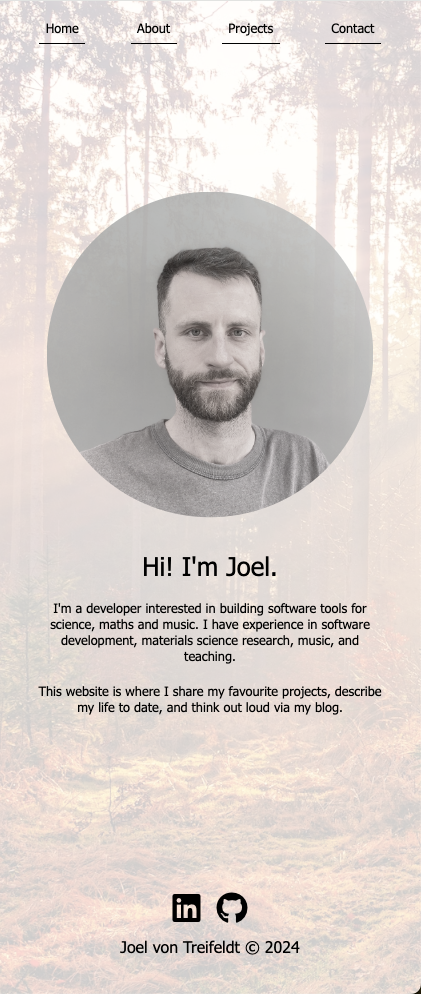 Home About Projects Contact
Hi! I'm Joel.
I'm a developer interested in building software tools for
science, maths and music. I have experience in software
development, materials science research, music, and
teaching.
This website is where I share my favourite projects, describe
my life to date, and think out loud via my blog.
in
Joel von Treifeldt © 2024